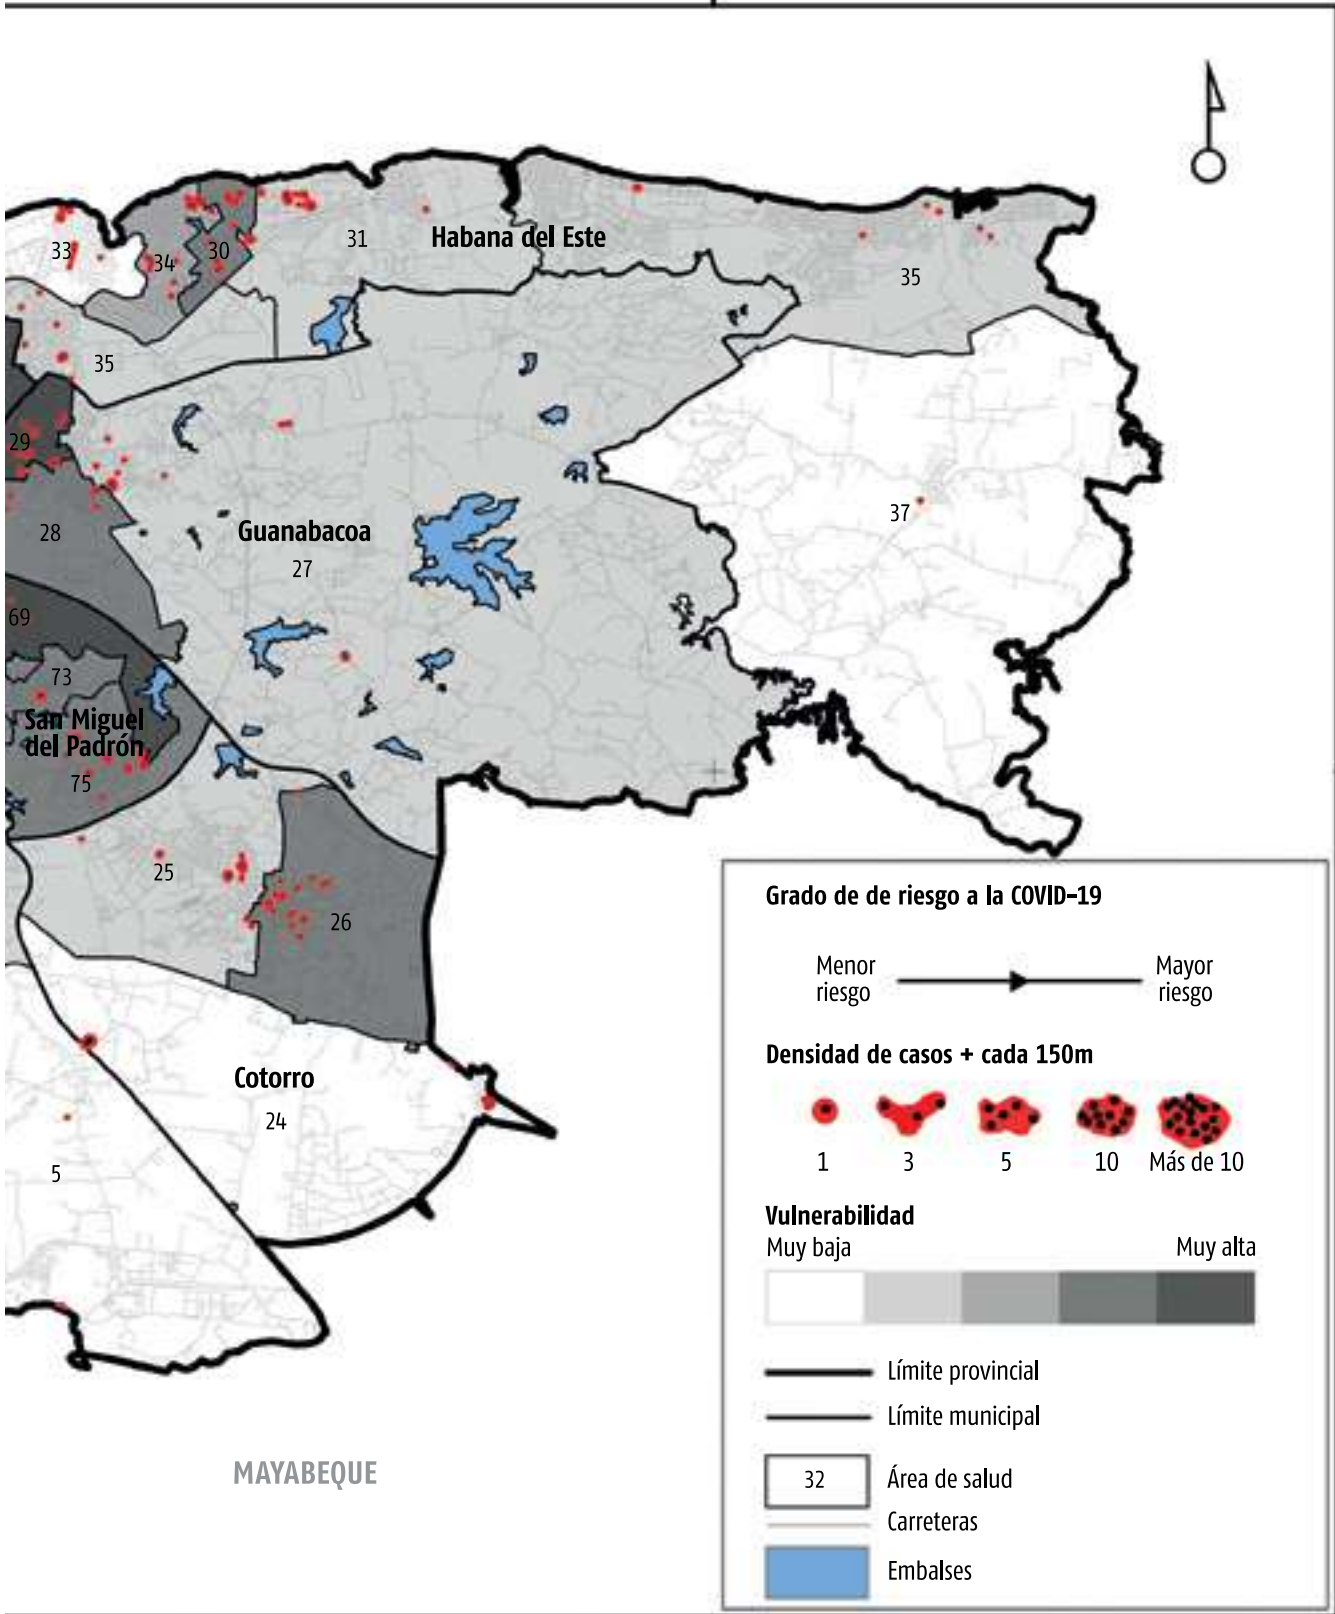 33
34
30
31
Habana del Este
35
35
29
37
28
Guanabacoa
27
69
73
San Miguel
del Padrón
75
25
26
Cotorro
24
5
MAYABEQUE
Grado de de riesgo a la COVID-19
Menor
riesgo
Mayor
riesgo
Densidad de casos + cada 150m
1 3 5 10 Más de 10
Vulnerabilidad
Muy baja Muy alta
Límite provincial
Límite municipal
32 Área de salud
Carreteras
Embalses